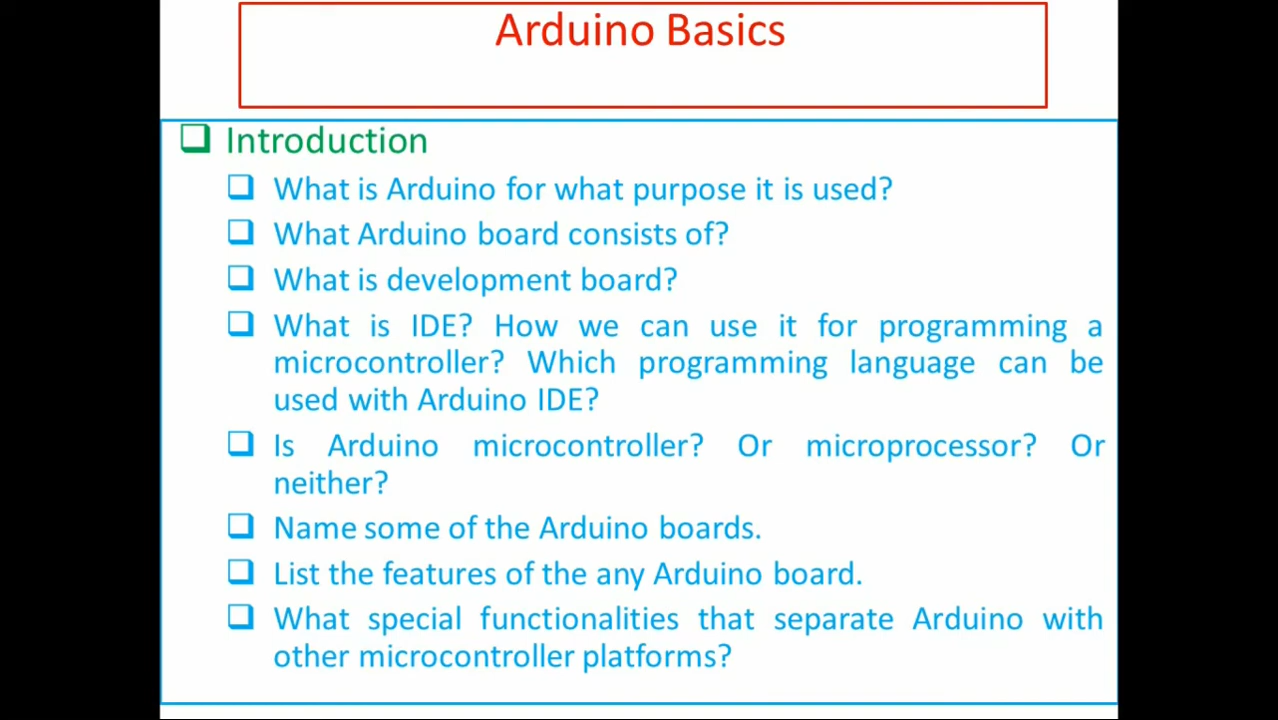 Arduino Basics
Introduction
What is Arduino for what purpose it is used?
What Arduino board consists of?
What is development board?
What is IDE? How we can use it for programming a
microcontroller? Which programming language can be
used with Arduino IDE?
Is Arduino microcontroller? Or microprocessor? Or
neither?
Name some of the Arduino boards.
List the features of the any Arduino board.
What special functionalities that separate Arduino with
other microcontroller platforms?